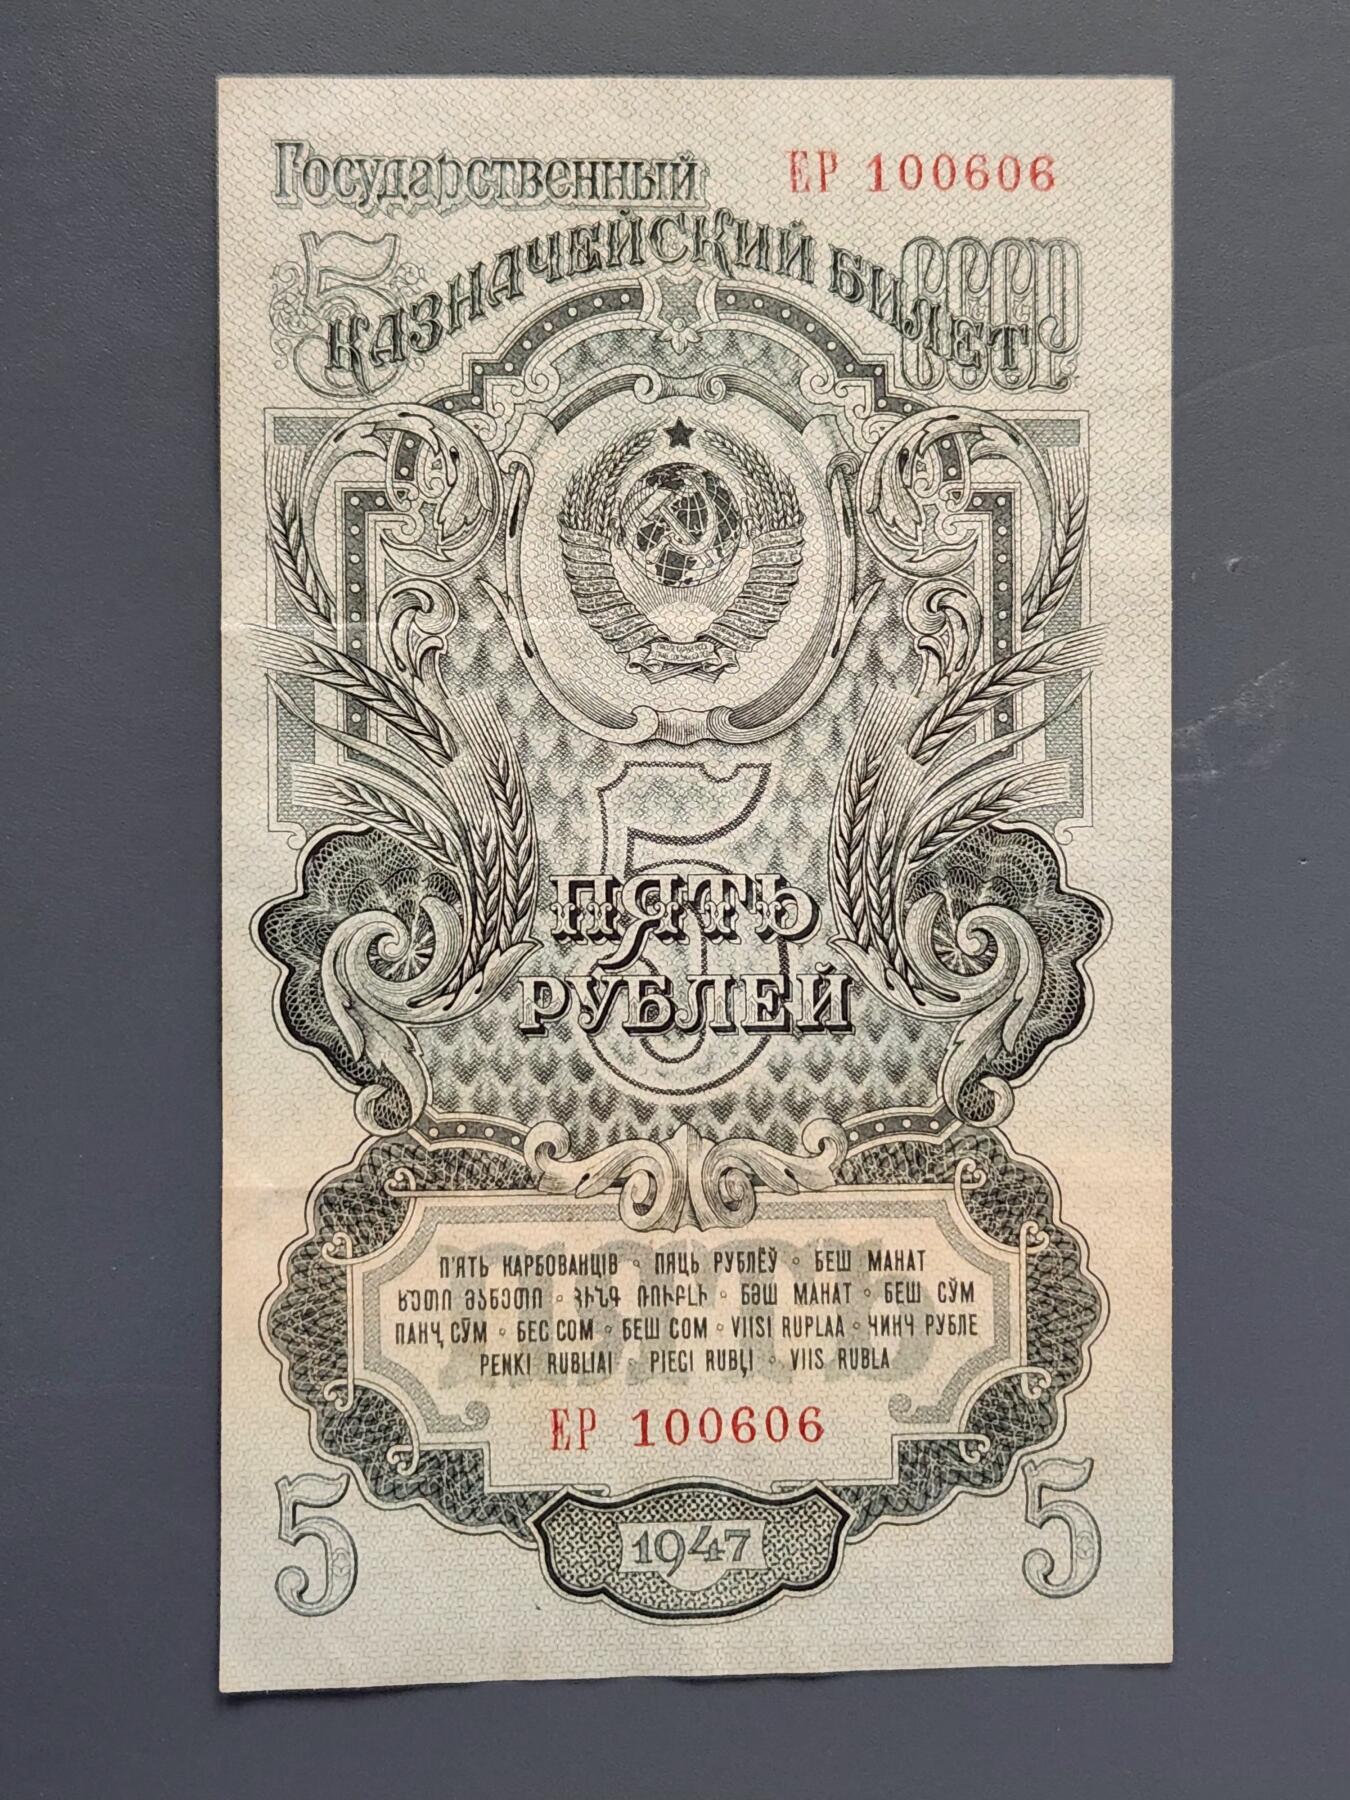 Государственный
ЕР 100606
5
КАЗНАЧЕЙСКИЙ БИЛЕТ
СССР
5
ПЯТЬ
РУБЛЕЙ
П'ЯТЬ КАРБОВАНЦІВ ◦ ПЯЦЬ РУБЛЁЎ ◦ БЕШ МАНАТ
ᲮᲣᲗᲘ ᲛᲐᲜᲔᲗᲘ ◦ ՀԻՆԳ ՌՈՒԲԼԻ ◦ БӘШ МАНАТ ◦ БЕШ СЎМ
ПАНҶ СӮМ ◦ БЕС СОМ ◦ БЕШ СОМ ◦ VIISI RUPLAA ◦ ЧИНЧ РУБЛЕ
PENKI RUBLIAI ◦ PIECI RUBĻI ◦ VIIS RUBLA
ЕР 100606
5
1947
5